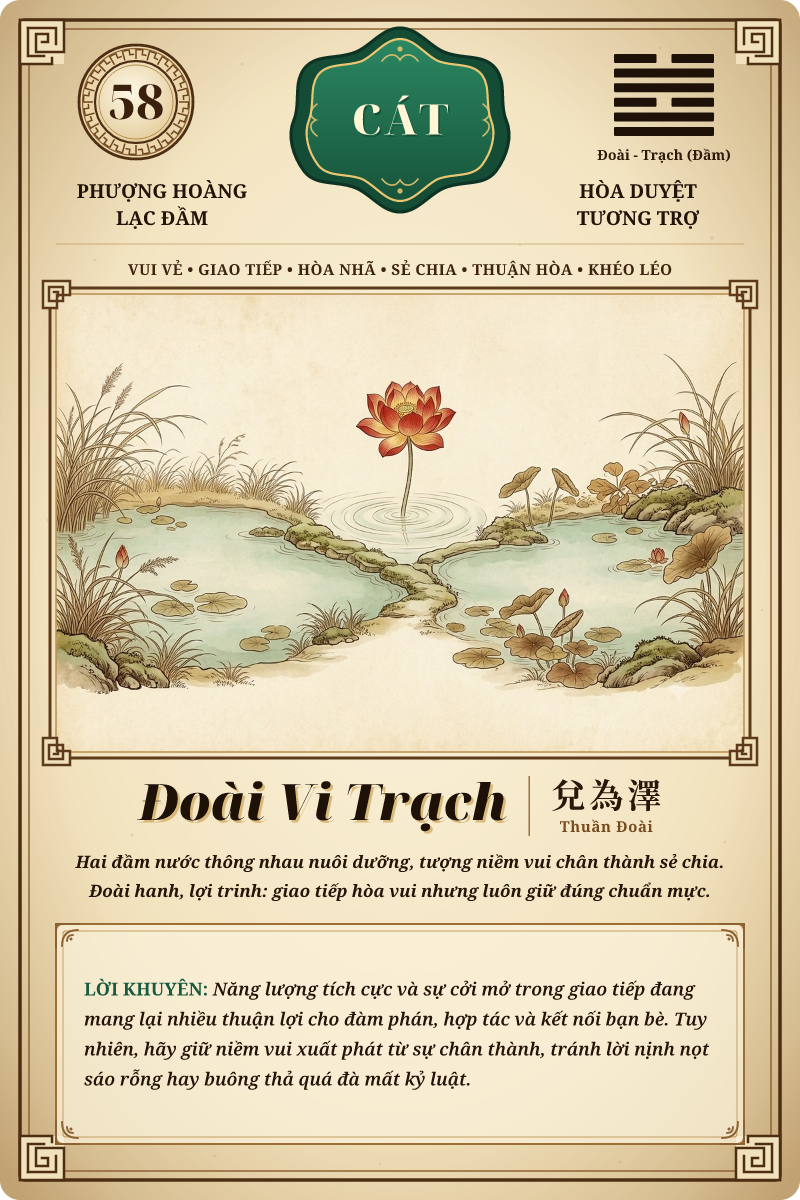 58
CÁT
Đoài - Trạch (Đầm)
PHƯỢNG HOÀNG
LẠC ĐẦM
HÒA DUYỆT
TƯƠNG TRỢ
VUI VẺ • GIAO TIẾP • HÒA NHÃ • SẺ CHIA • THUẬN HÒA • KHÉO LÉO
Đoài Vi Trạch
兌為澤
Thuần Đoài
Hai đầm nước thông nhau nuôi dưỡng, tượng niềm vui chân thành sẻ chia.
Đoài hanh, lợi trinh: giao tiếp hòa vui nhưng luôn giữ đúng chuẩn mực.
LỜI KHUYÊN: Năng lượng tích cực và sự cởi mở trong giao tiếp đang
mang lại nhiều thuận lợi cho đàm phán, hợp tác và kết nối bạn bè. Tuy
nhiên, hãy giữ niềm vui xuất phát từ sự chân thành, tránh lời nịnh nọt
sáo rỗng hay buông thả quá đà mất kỷ luật.